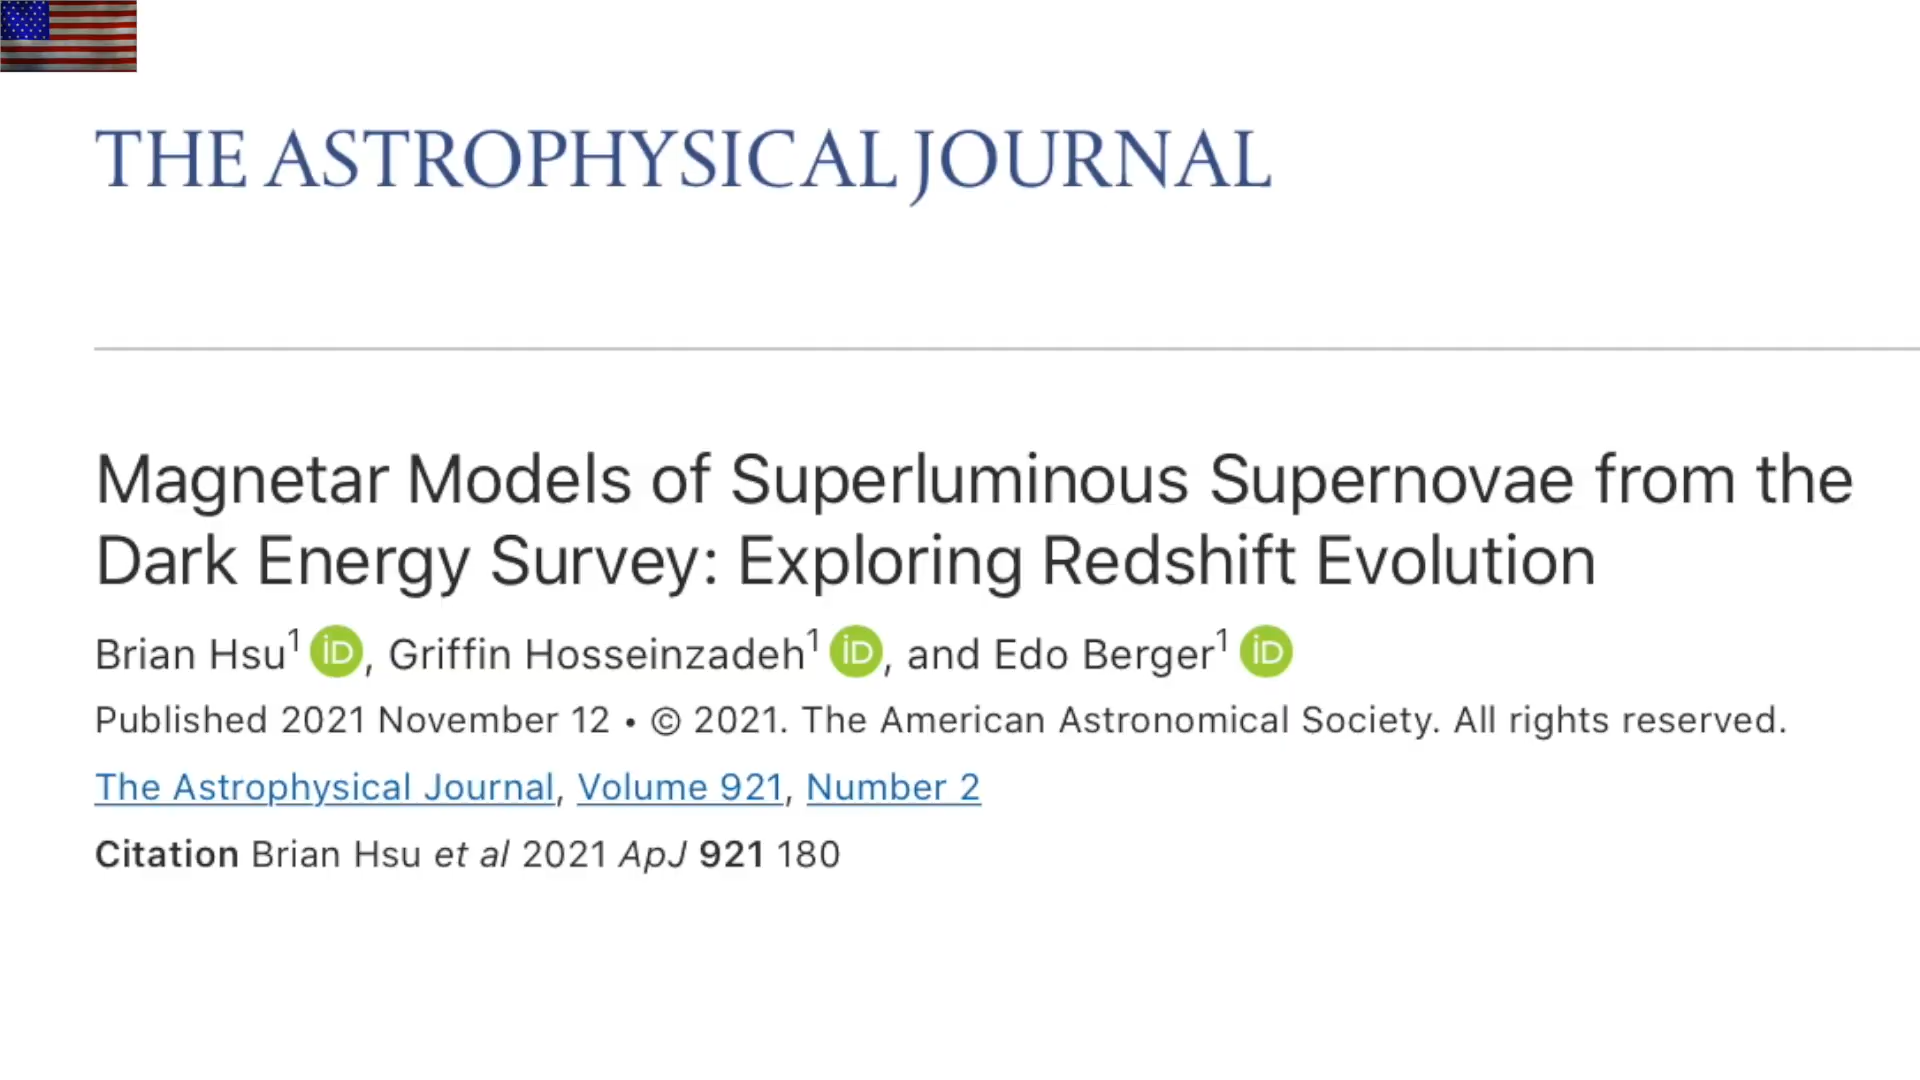 THE ASTROPHYSICAL JOURNAL
Magnetar Models of Superluminous Supernovae from the
Dark Energy Survey: Exploring Redshift Evolution
Brian Hsu1 iD, Griffin Hosseinzadeh1 iD, and Edo Berger1 iD
Published 2021 November 12 • © 2021. The American Astronomical Society. All rights reserved.
The Astrophysical Journal, Volume 921, Number 2
Citation Brian Hsu et al 2021 ApJ 921 180